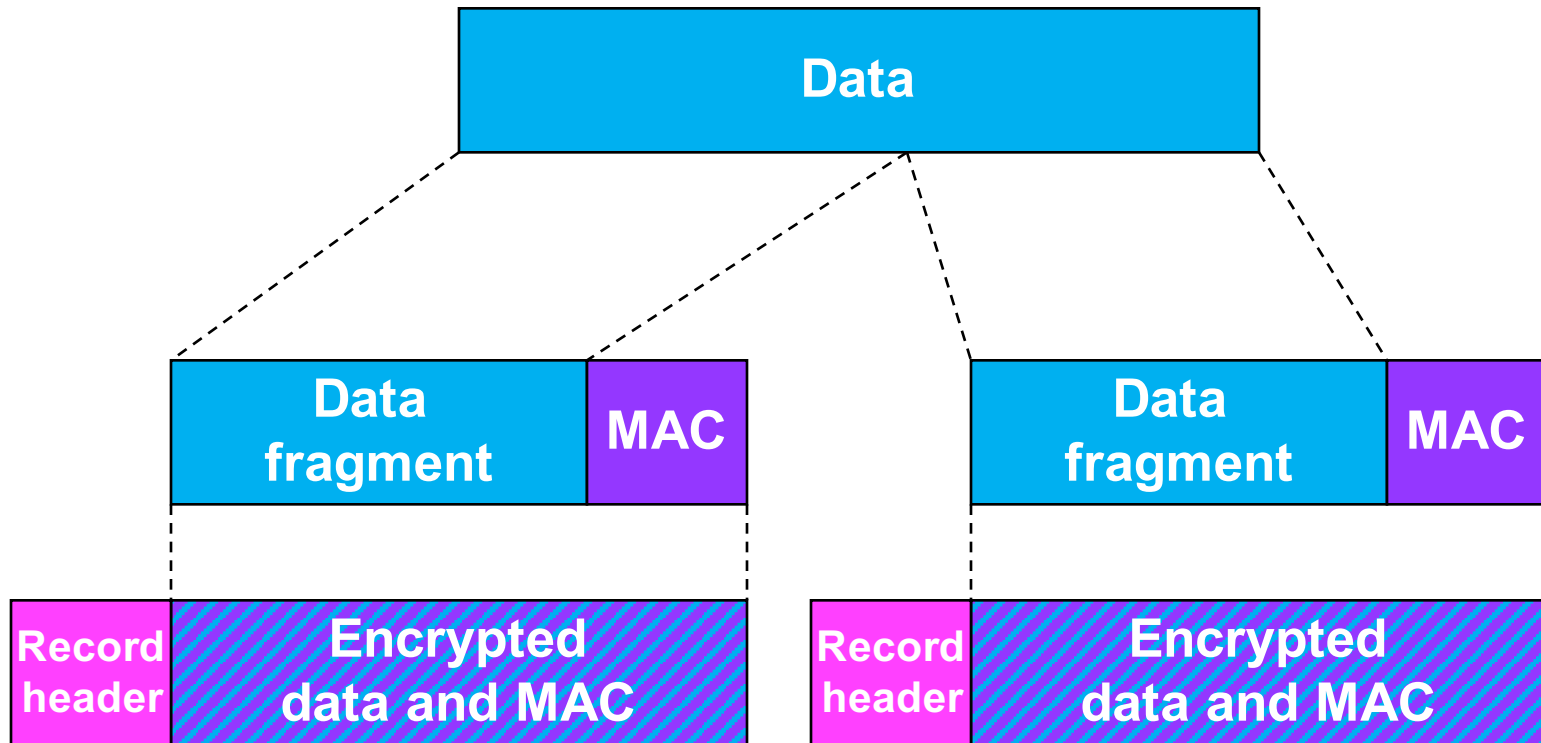 Data
Data
fragment
MAC
Data
fragment
MAC
Record
header
Encrypted
data and MAC
Record
header
Encrypted
data and MAC